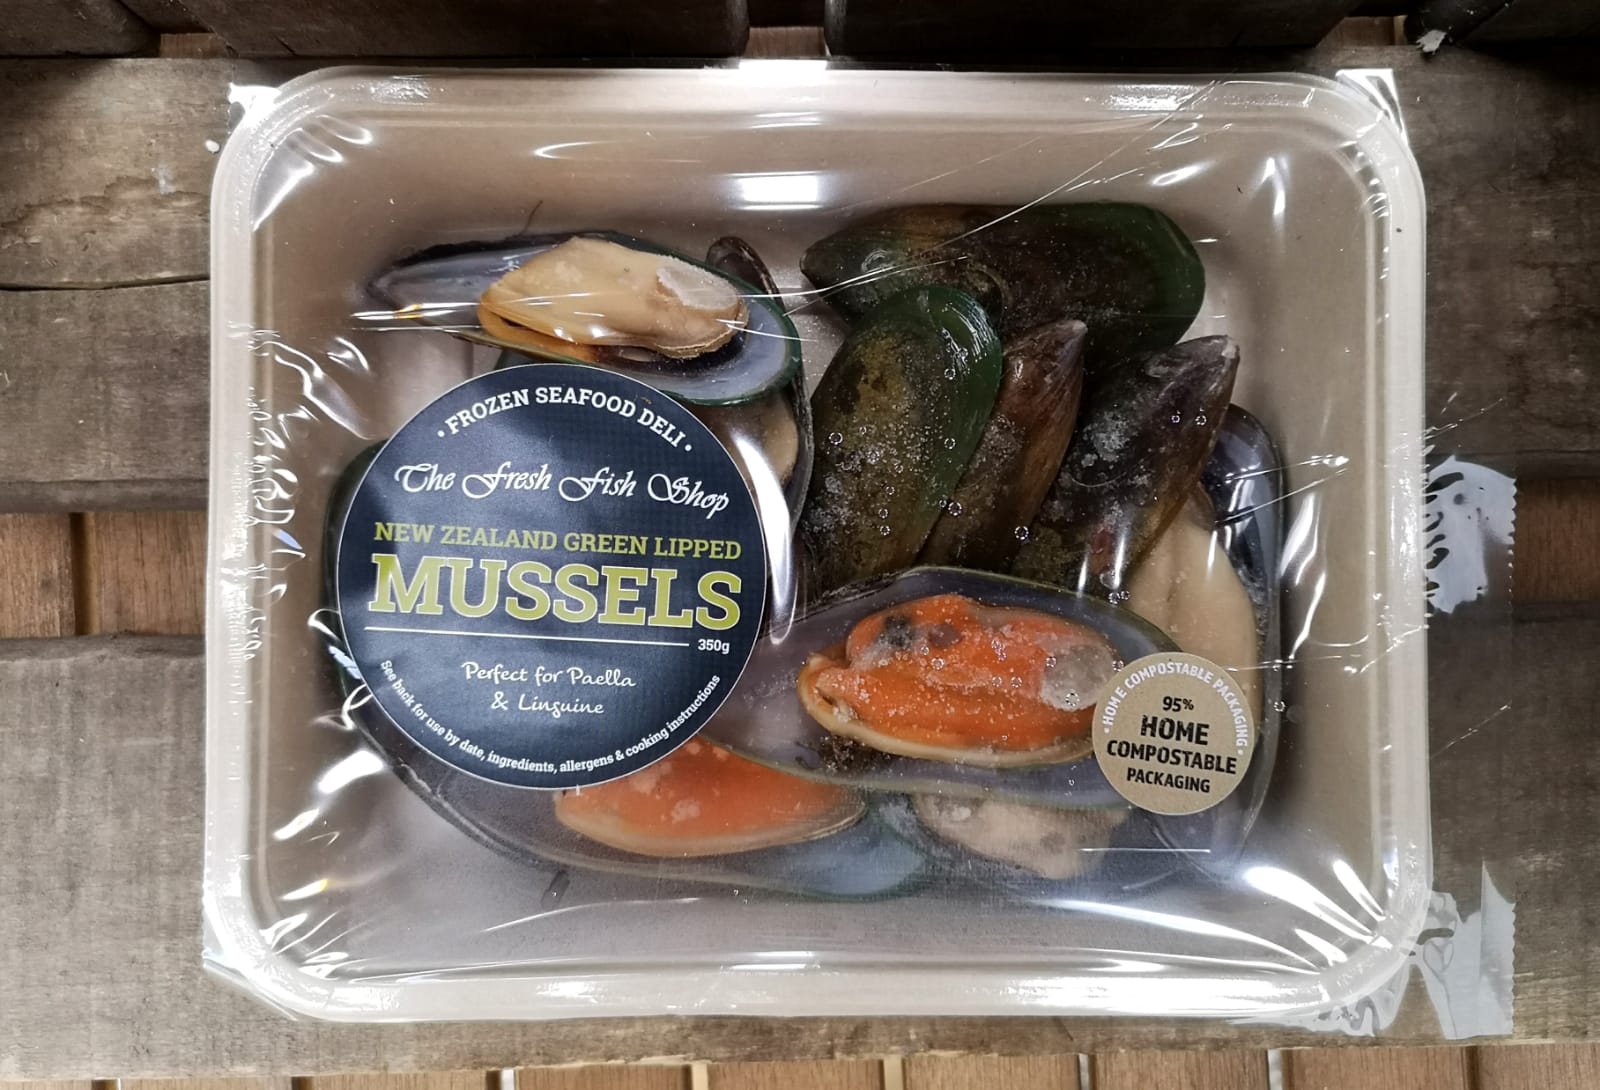 • FROZEN SEAFOOD DELI •
The Fresh Fish Shop
NEW ZEALAND GREEN LIPPED
MUSSELS
350g
Perfect for Paella
& Linguine
See back for use by date, ingredients, allergens & cooking instructions
• HOME COMPOSTABLE PACKAGING •
95%
HOME
COMPOSTABLE
PACKAGING